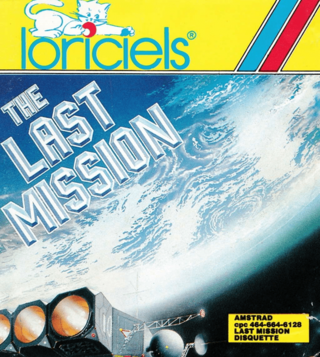 loriciels®
THE
LAST
MISSION
AMSTRAD
cpc 464-664-6128
LAST MISSION
DISQUETTE